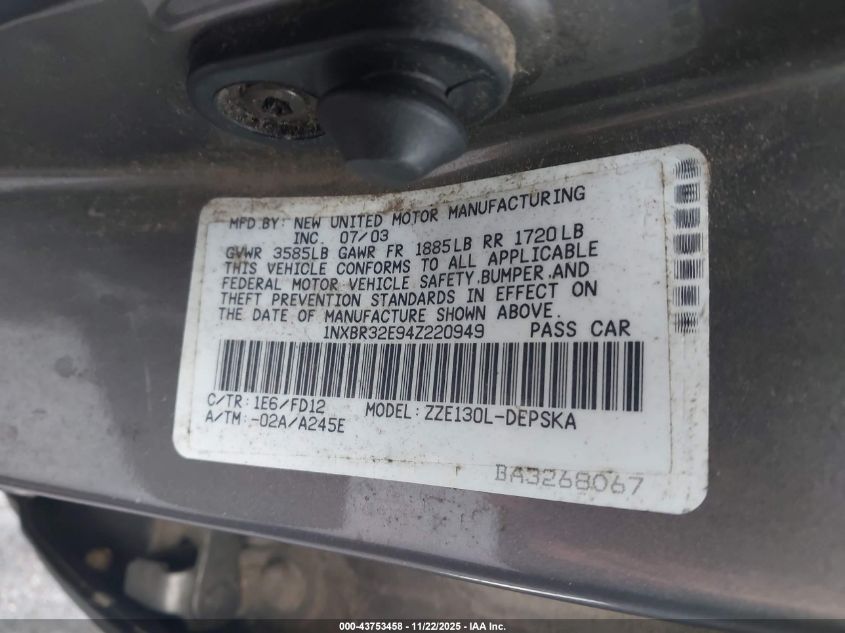 MFD BY: NEW UNITED MOTOR MANUFACTURING
INC. 07/03
GVWR 3585LB GAWR FR 1885LB RR 1720LB
THIS VEHICLE CONFORMS TO ALL APPLICABLE
FEDERAL MOTOR VEHICLE SAFETY,BUMPER,AND
THEFT PREVENTION STANDARDS IN EFFECT ON
THE DATE OF MANUFACTURE SHOWN ABOVE.
1NXBR32E94Z220949 PASS CAR
C/TR:1E6/FD12 MODEL: ZZE130L-DEPSKA
A/TM:-02A/A245E
BA3268067
000-43753458 - 11/22/2025 - IAA Inc.